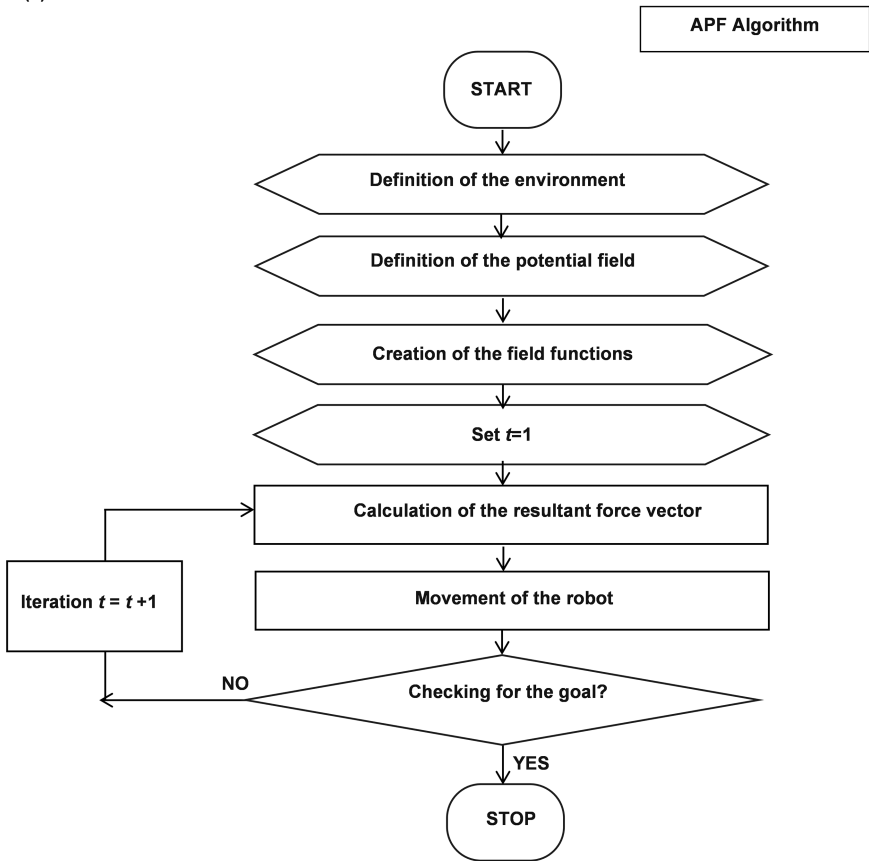 APF Algorithm
START
Definition of the environment
Definition of the potential field
Creation of the field functions
Set t=1
Calculation of the resultant force vector
Iteration t = t +1
Movement of the robot
NO
Checking for the goal?
YES
STOP